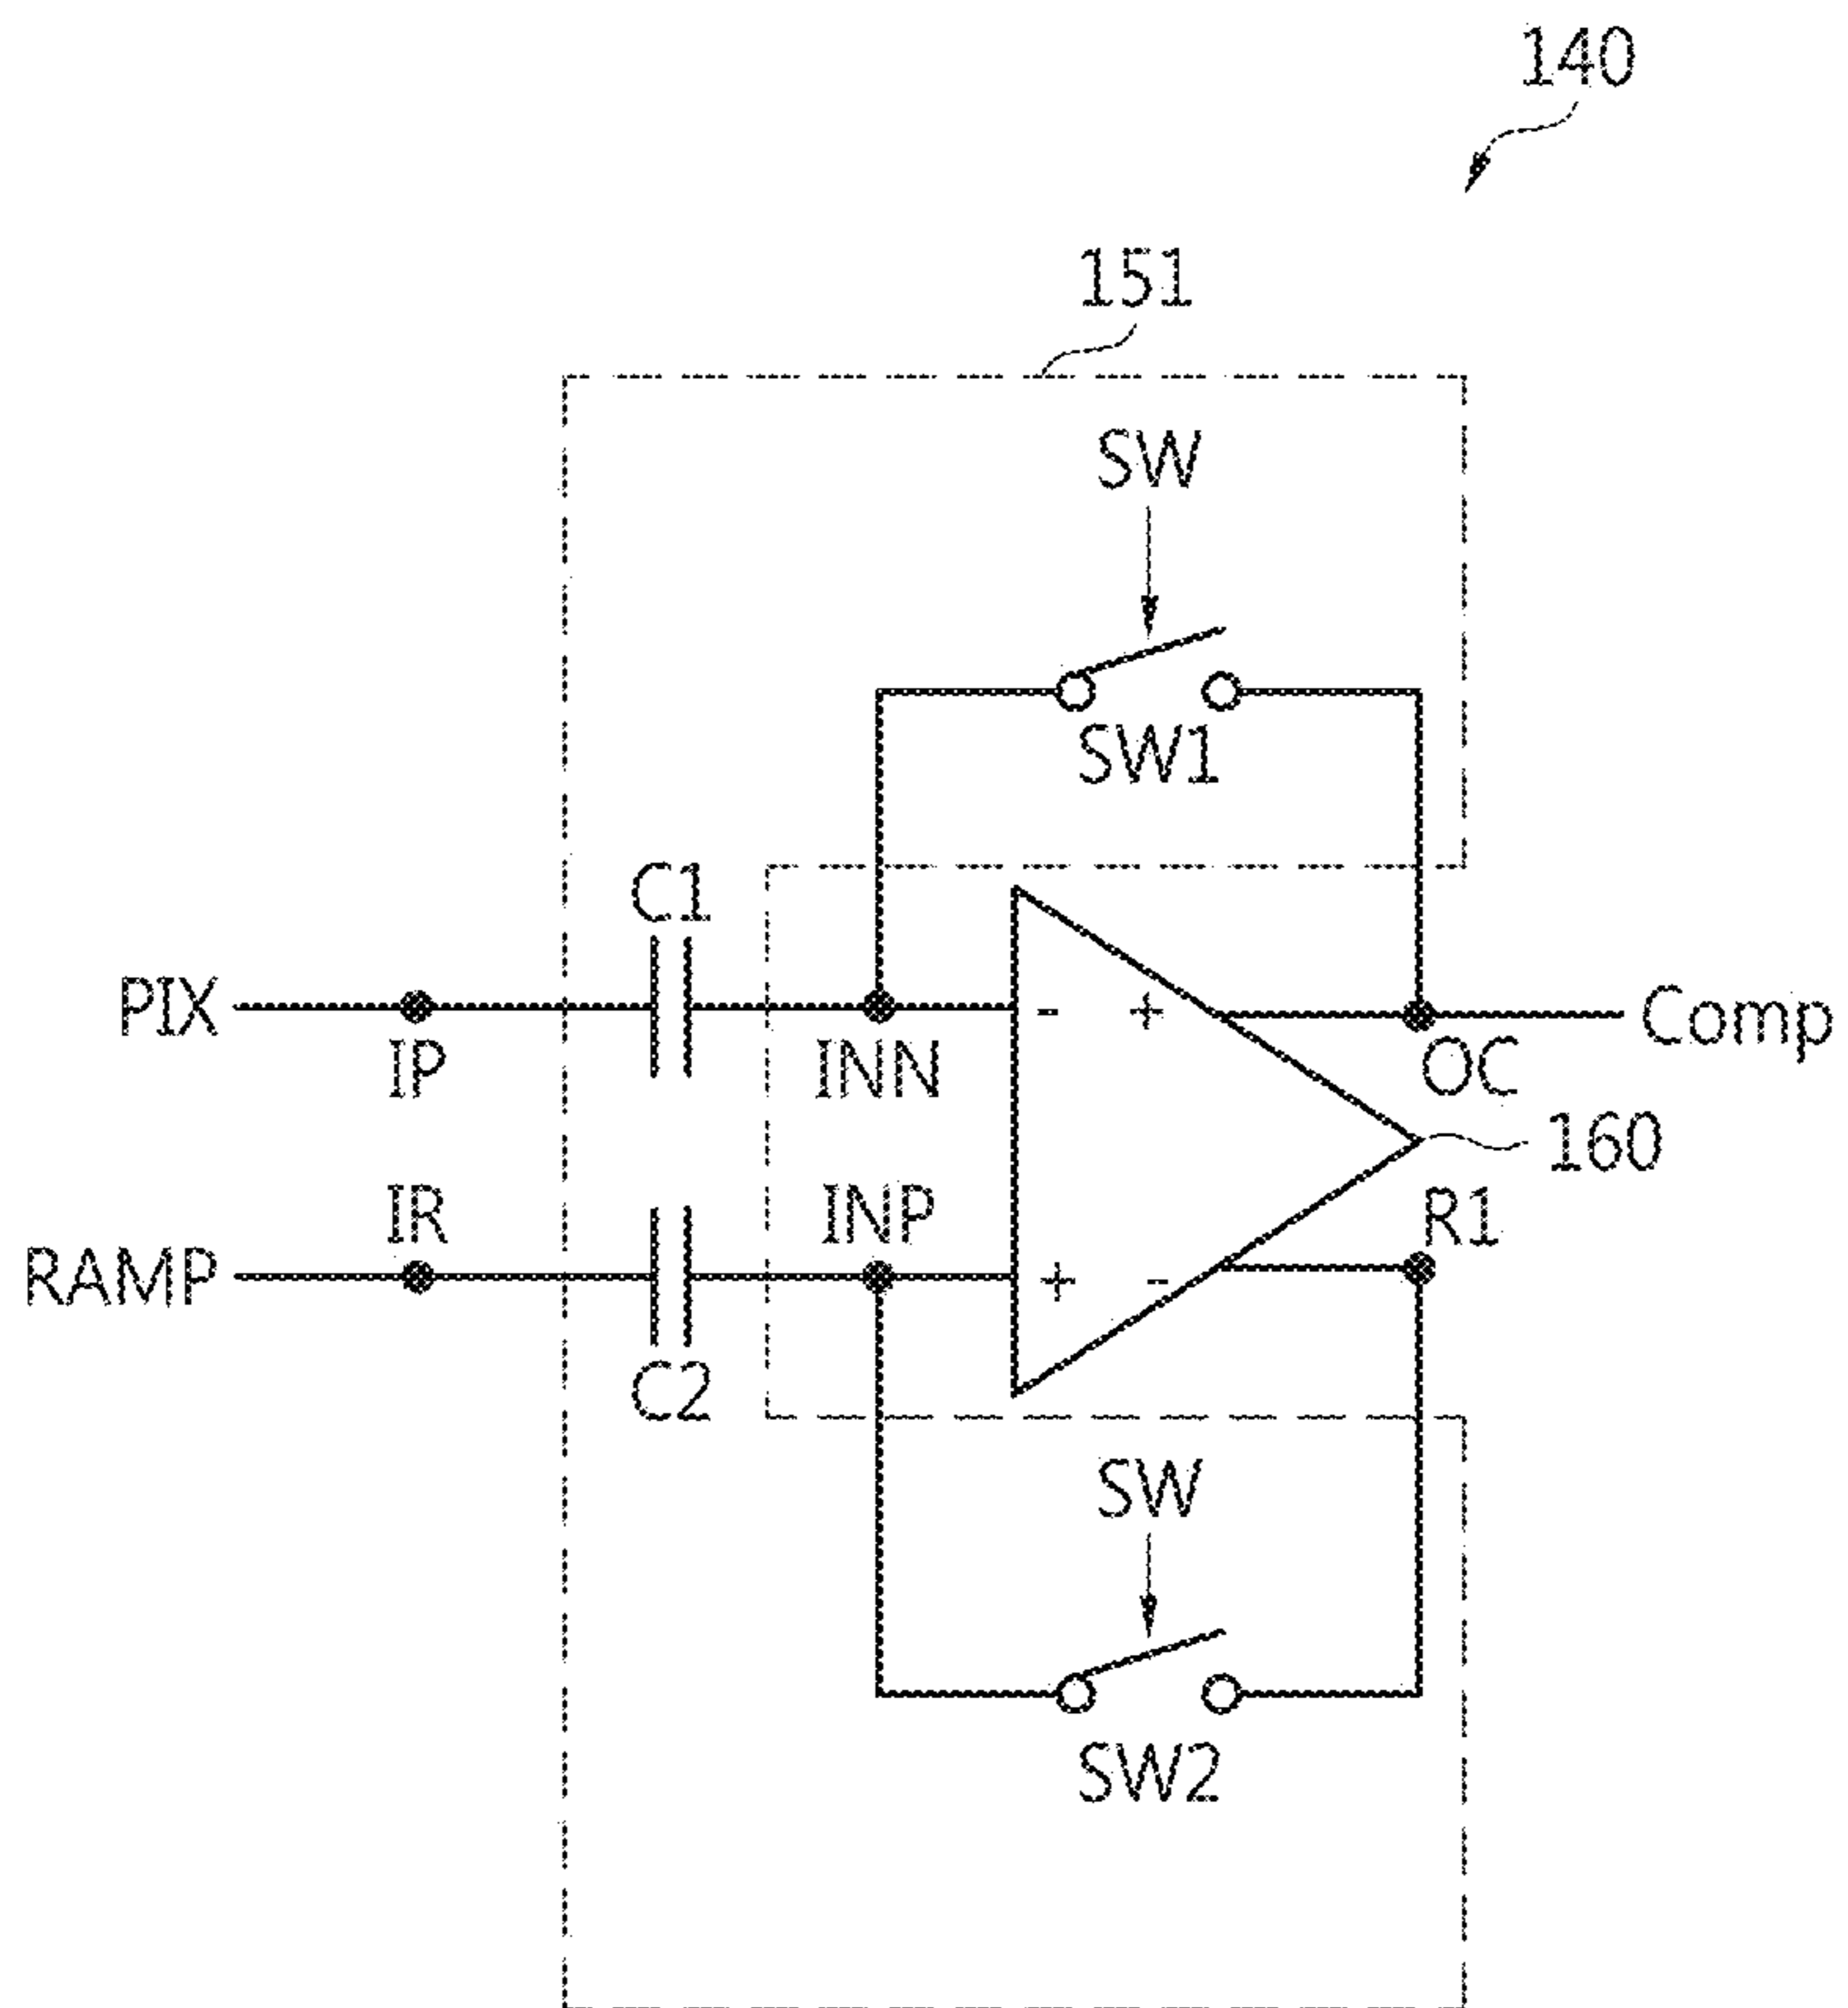 140
151
SW
SW1
C1
PIX
- +
Comp
IP
INN
OC
160
IR
INP
R1
RAMP
+ -
C2
SW
SW2